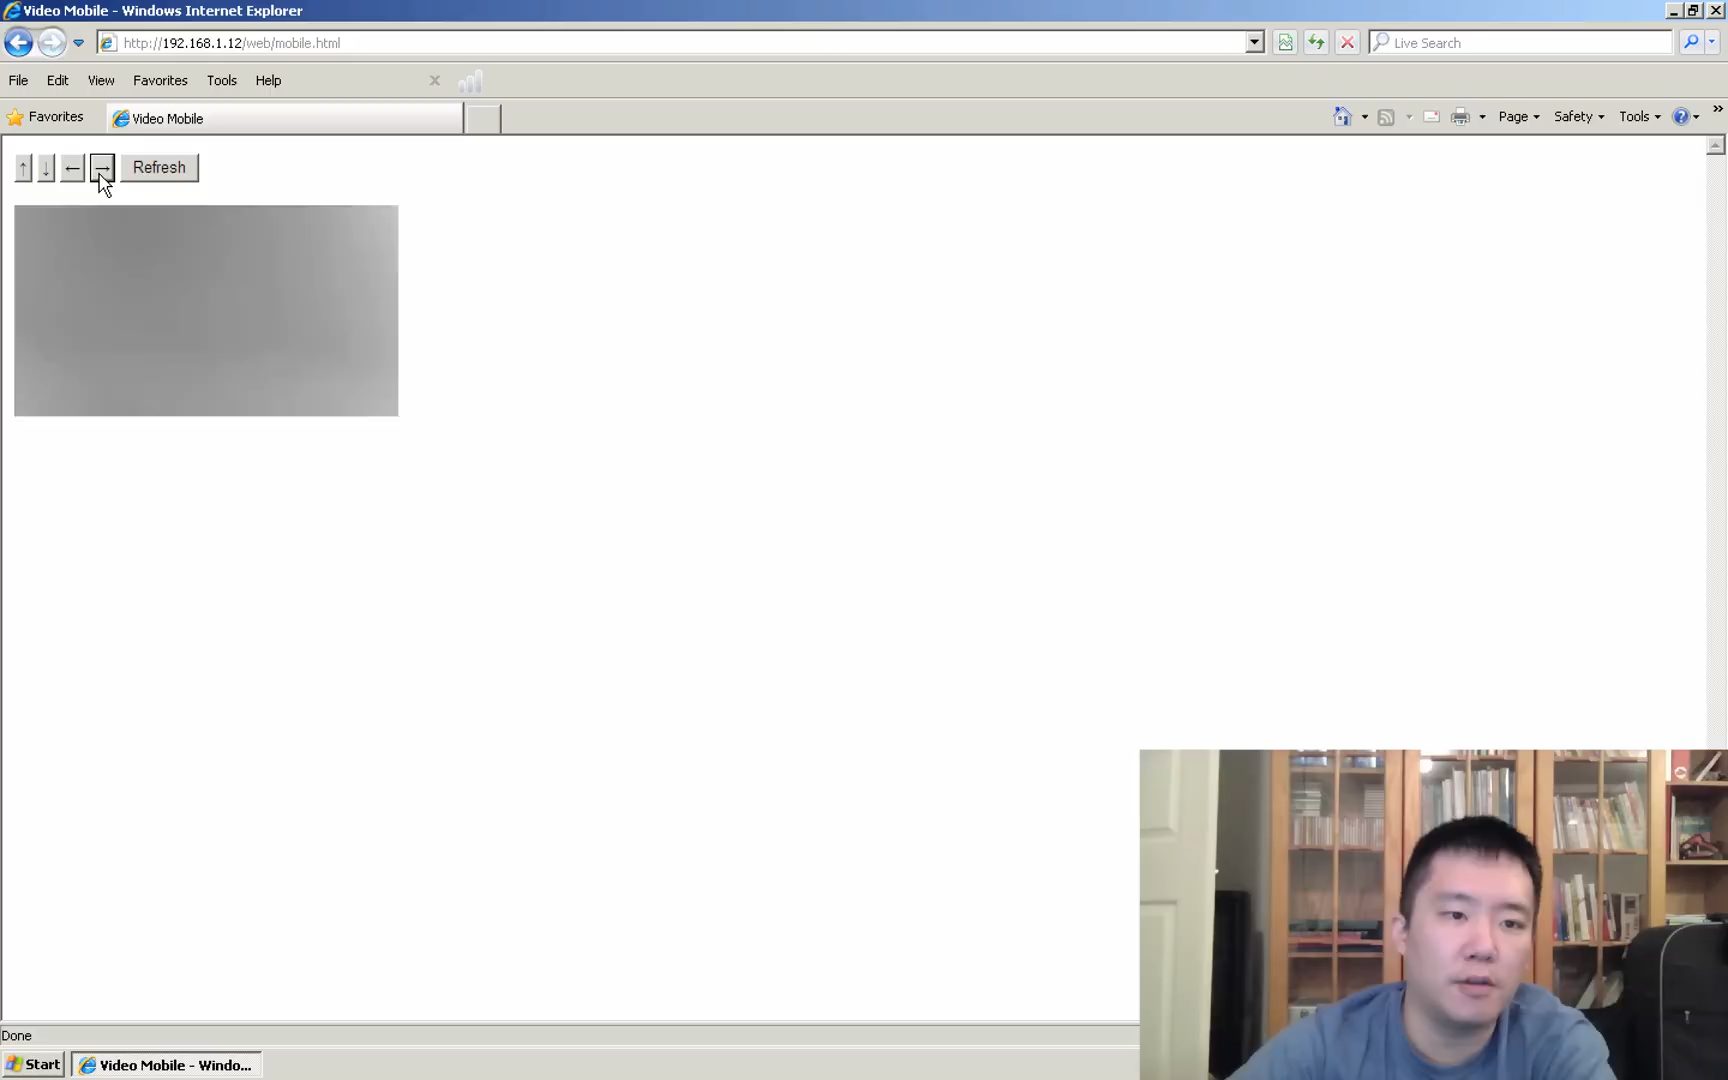 Video Mobile - Windows Internet Explorer
http://192.168.1.12/web/mobile.html
Live Search
File Edit View Favorites Tools Help
Favorites
Video Mobile
Page Safety Tools
↑ ↓ ← → Refresh
Done
Start
Video Mobile - Windo...